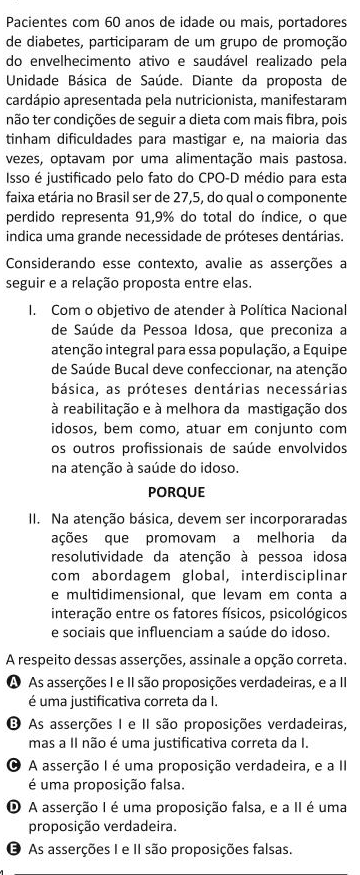 Pacientes com 60 anos de idade ou mais, portadores
de diabetes, participaram de um grupo de promoção
do envelhecimento ativo e saudável realizado pela
Unidade Básica de Saúde. Diante da proposta de
cardápio apresentada pela nutricionista, manifestaram
não ter condições de seguir a dieta com mais fibra, pois
tinham dificuldades para mastigar e, na maioria das
vezes, optavam por uma alimentação mais pastosa.
Isso é justificado pelo fato do CPO-D médio para esta
faixa etária no Brasil ser de 27,5, do qual o componente
perdido representa 91,9% do total do índice, o que
indica uma grande necessidade de próteses dentárias.
Considerando esse contexto, avalie as asserções a
seguir e a relação proposta entre elas.
I. Com o objetivo de atender à Política Nacional
de Saúde da Pessoa Idosa, que preconiza a
atenção integral para essa população, a Equipe
de Saúde Bucal deve confeccionar, na atenção
básica, as próteses dentárias necessárias
à reabilitação e à melhora da mastigação dos
idosos, bem como, atuar em conjunto com
os outros profissionais de saúde envolvidos
na atenção à saúde do idoso.
PORQUE
II. Na atenção básica, devem ser incorporaradas
ações que promovam a melhoria da
resolutividade da atenção à pessoa idosa
com abordagem global, interdisciplinar
e multidimensional, que levam em conta a
interação entre os fatores físicos, psicológicos
e sociais que influenciam a saúde do idoso.
A respeito dessas asserções, assinale a opção correta.
A As asserções I e II são proposições verdadeiras, e a II
é uma justificativa correta da I.
B As asserções I e II são proposições verdadeiras,
mas a II não é uma justificativa correta da I.
C A asserção I é uma proposição verdadeira, e a II
é uma proposição falsa.
D A asserção I é uma proposição falsa, e a II é uma
proposição verdadeira.
E As asserções I e II são proposições falsas.